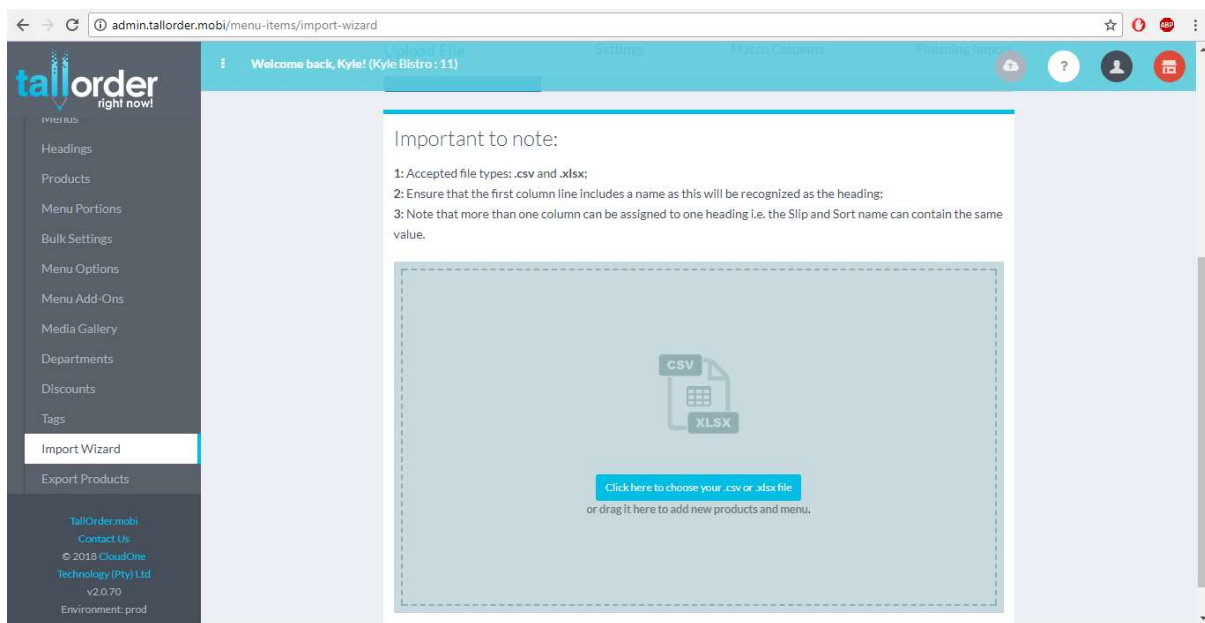 admin.tallorder.mobi/menu-items/import-wizard
ABP
tallorder
right now!
Welcome back, Kyle! (Kyle Bistro : 11)
Upload File
Settings
Match Columns
Finishing Import
?
Menus
Headings
Products
Menu Portions
Bulk Settings
Menu Options
Menu Add-Ons
Media Gallery
Departments
Discounts
Tags
Import Wizard
Export Products
TallOrder.mobi
Contact Us
© 2018 CloudOne
Technology (Pty) Ltd
v2.0.70
Environment: prod
Important to note:
1: Accepted file types: .csv and .xlsx;
2: Ensure that the first column line includes a name as this will be recognized as the heading;
3: Note that more than one column can be assigned to one heading i.e. the Slip and Sort name can contain the same
value.
CSV
XLSX
Click here to choose your .csv or .xlsx file
or drag it here to add new products and menu.